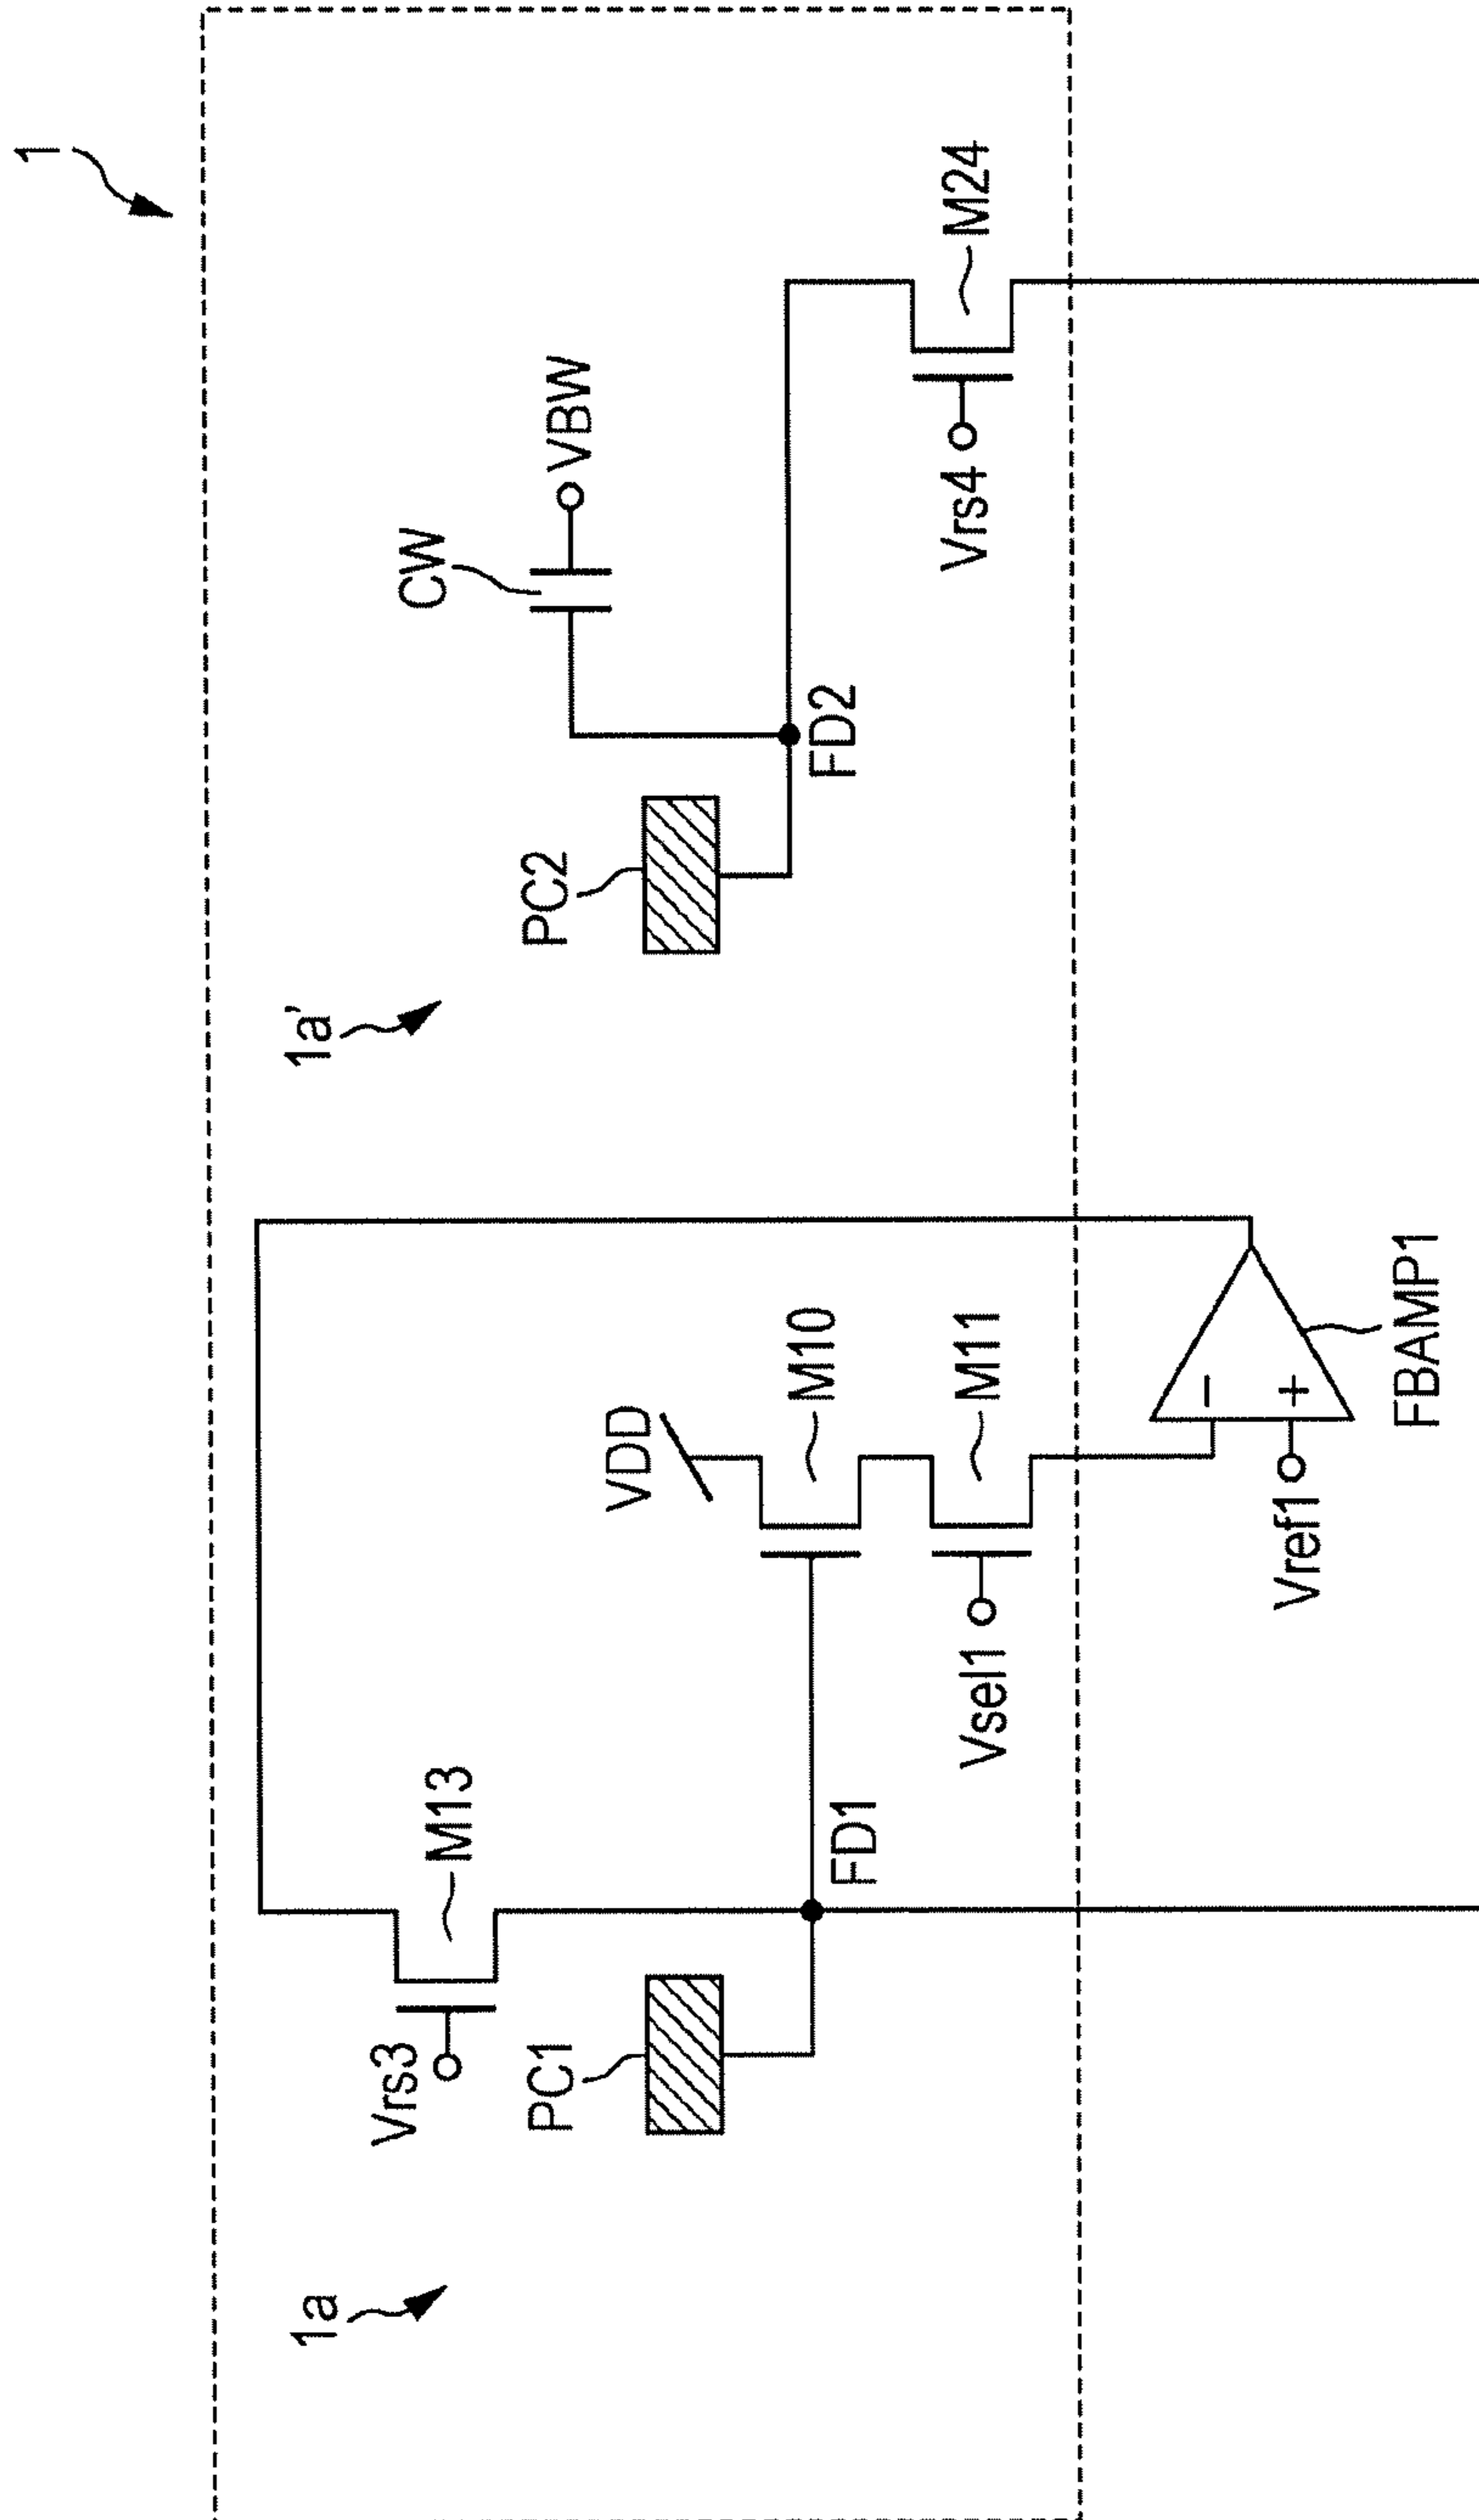 1
1a
1a'
Vrs3
M13
PC1
FD1
VDD
M10
Vsel1
M11
Vref1
−
+
FBAMP1
PC2
CW
VBW
FD2
Vrs4
M24